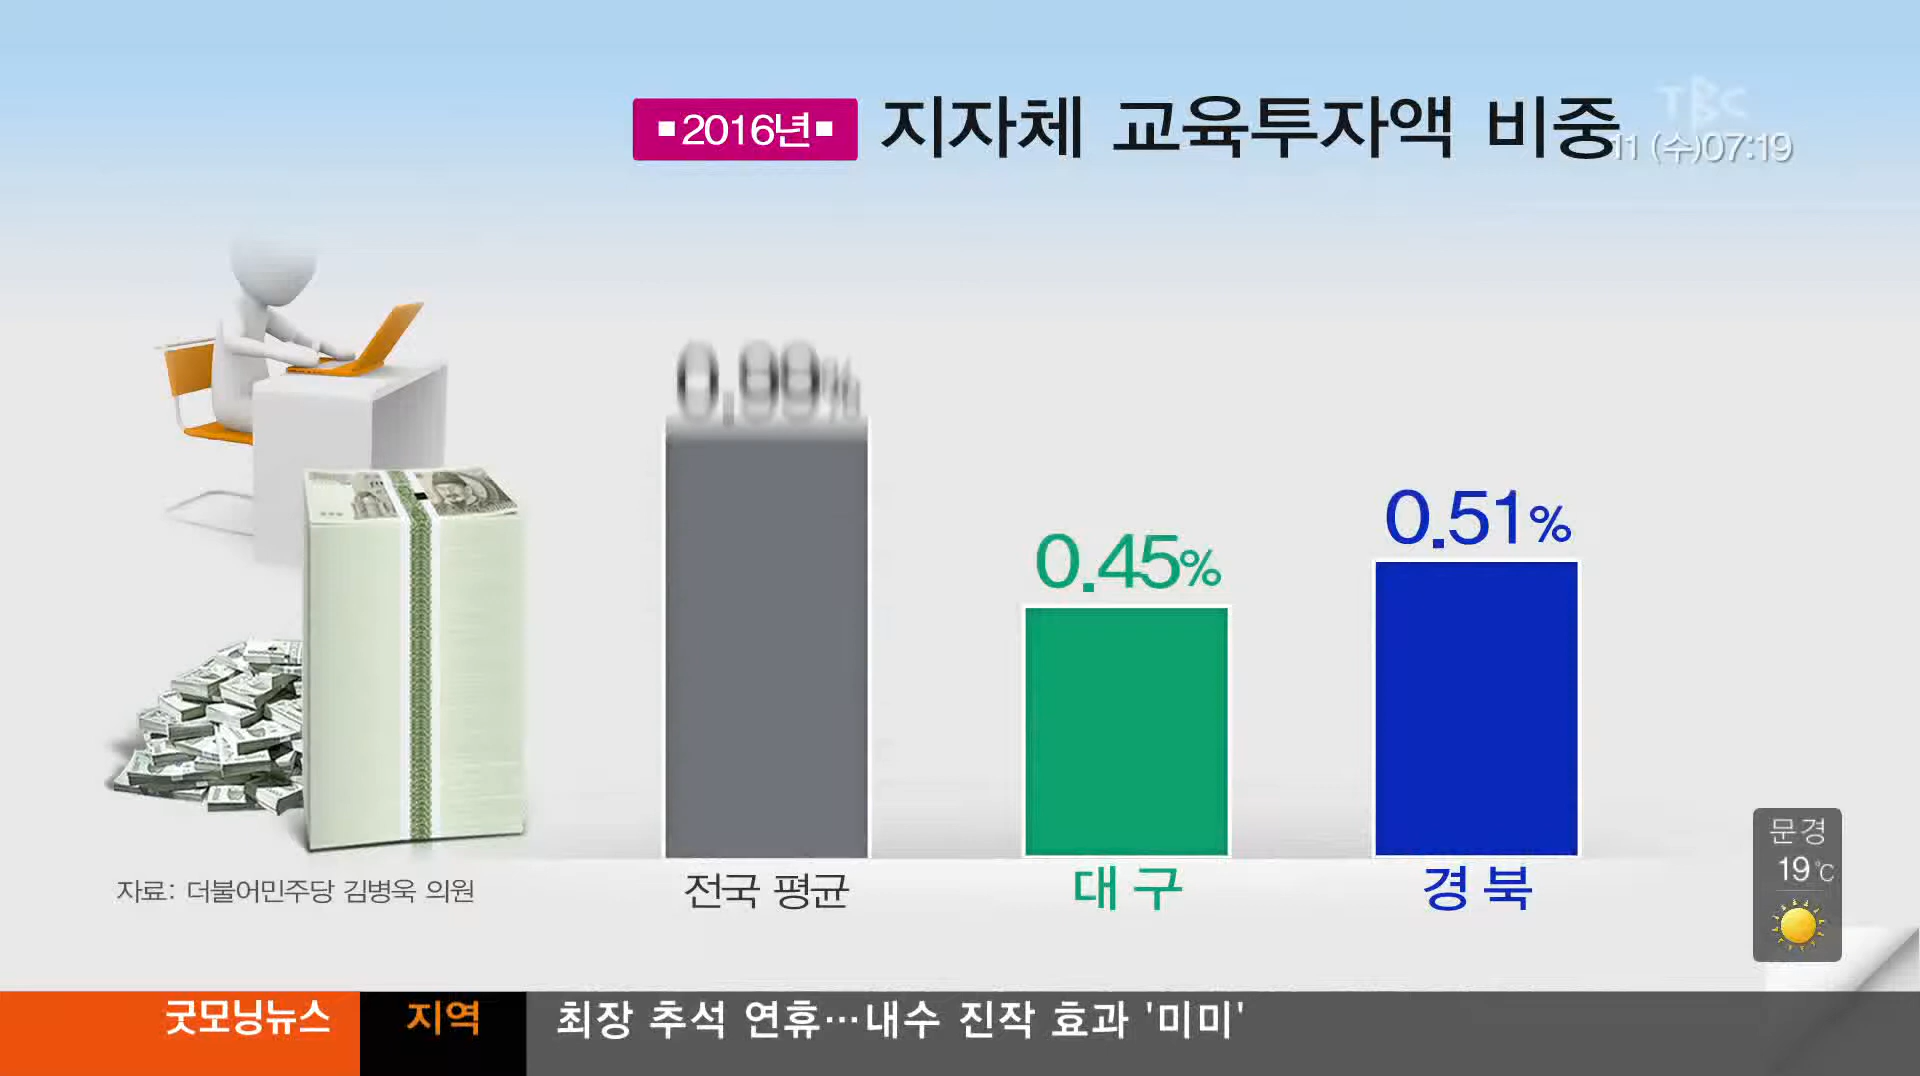 TBC
2016년 지자체 교육투자액 비중
11 (수)07:19
0.45%
0.51%
전국 평균
대구
경북
자료: 더불어민주당 김병욱 의원
문경
19℃
굿모닝뉴스 지역 최장 추석 연휴…내수 진작 효과 '미미'